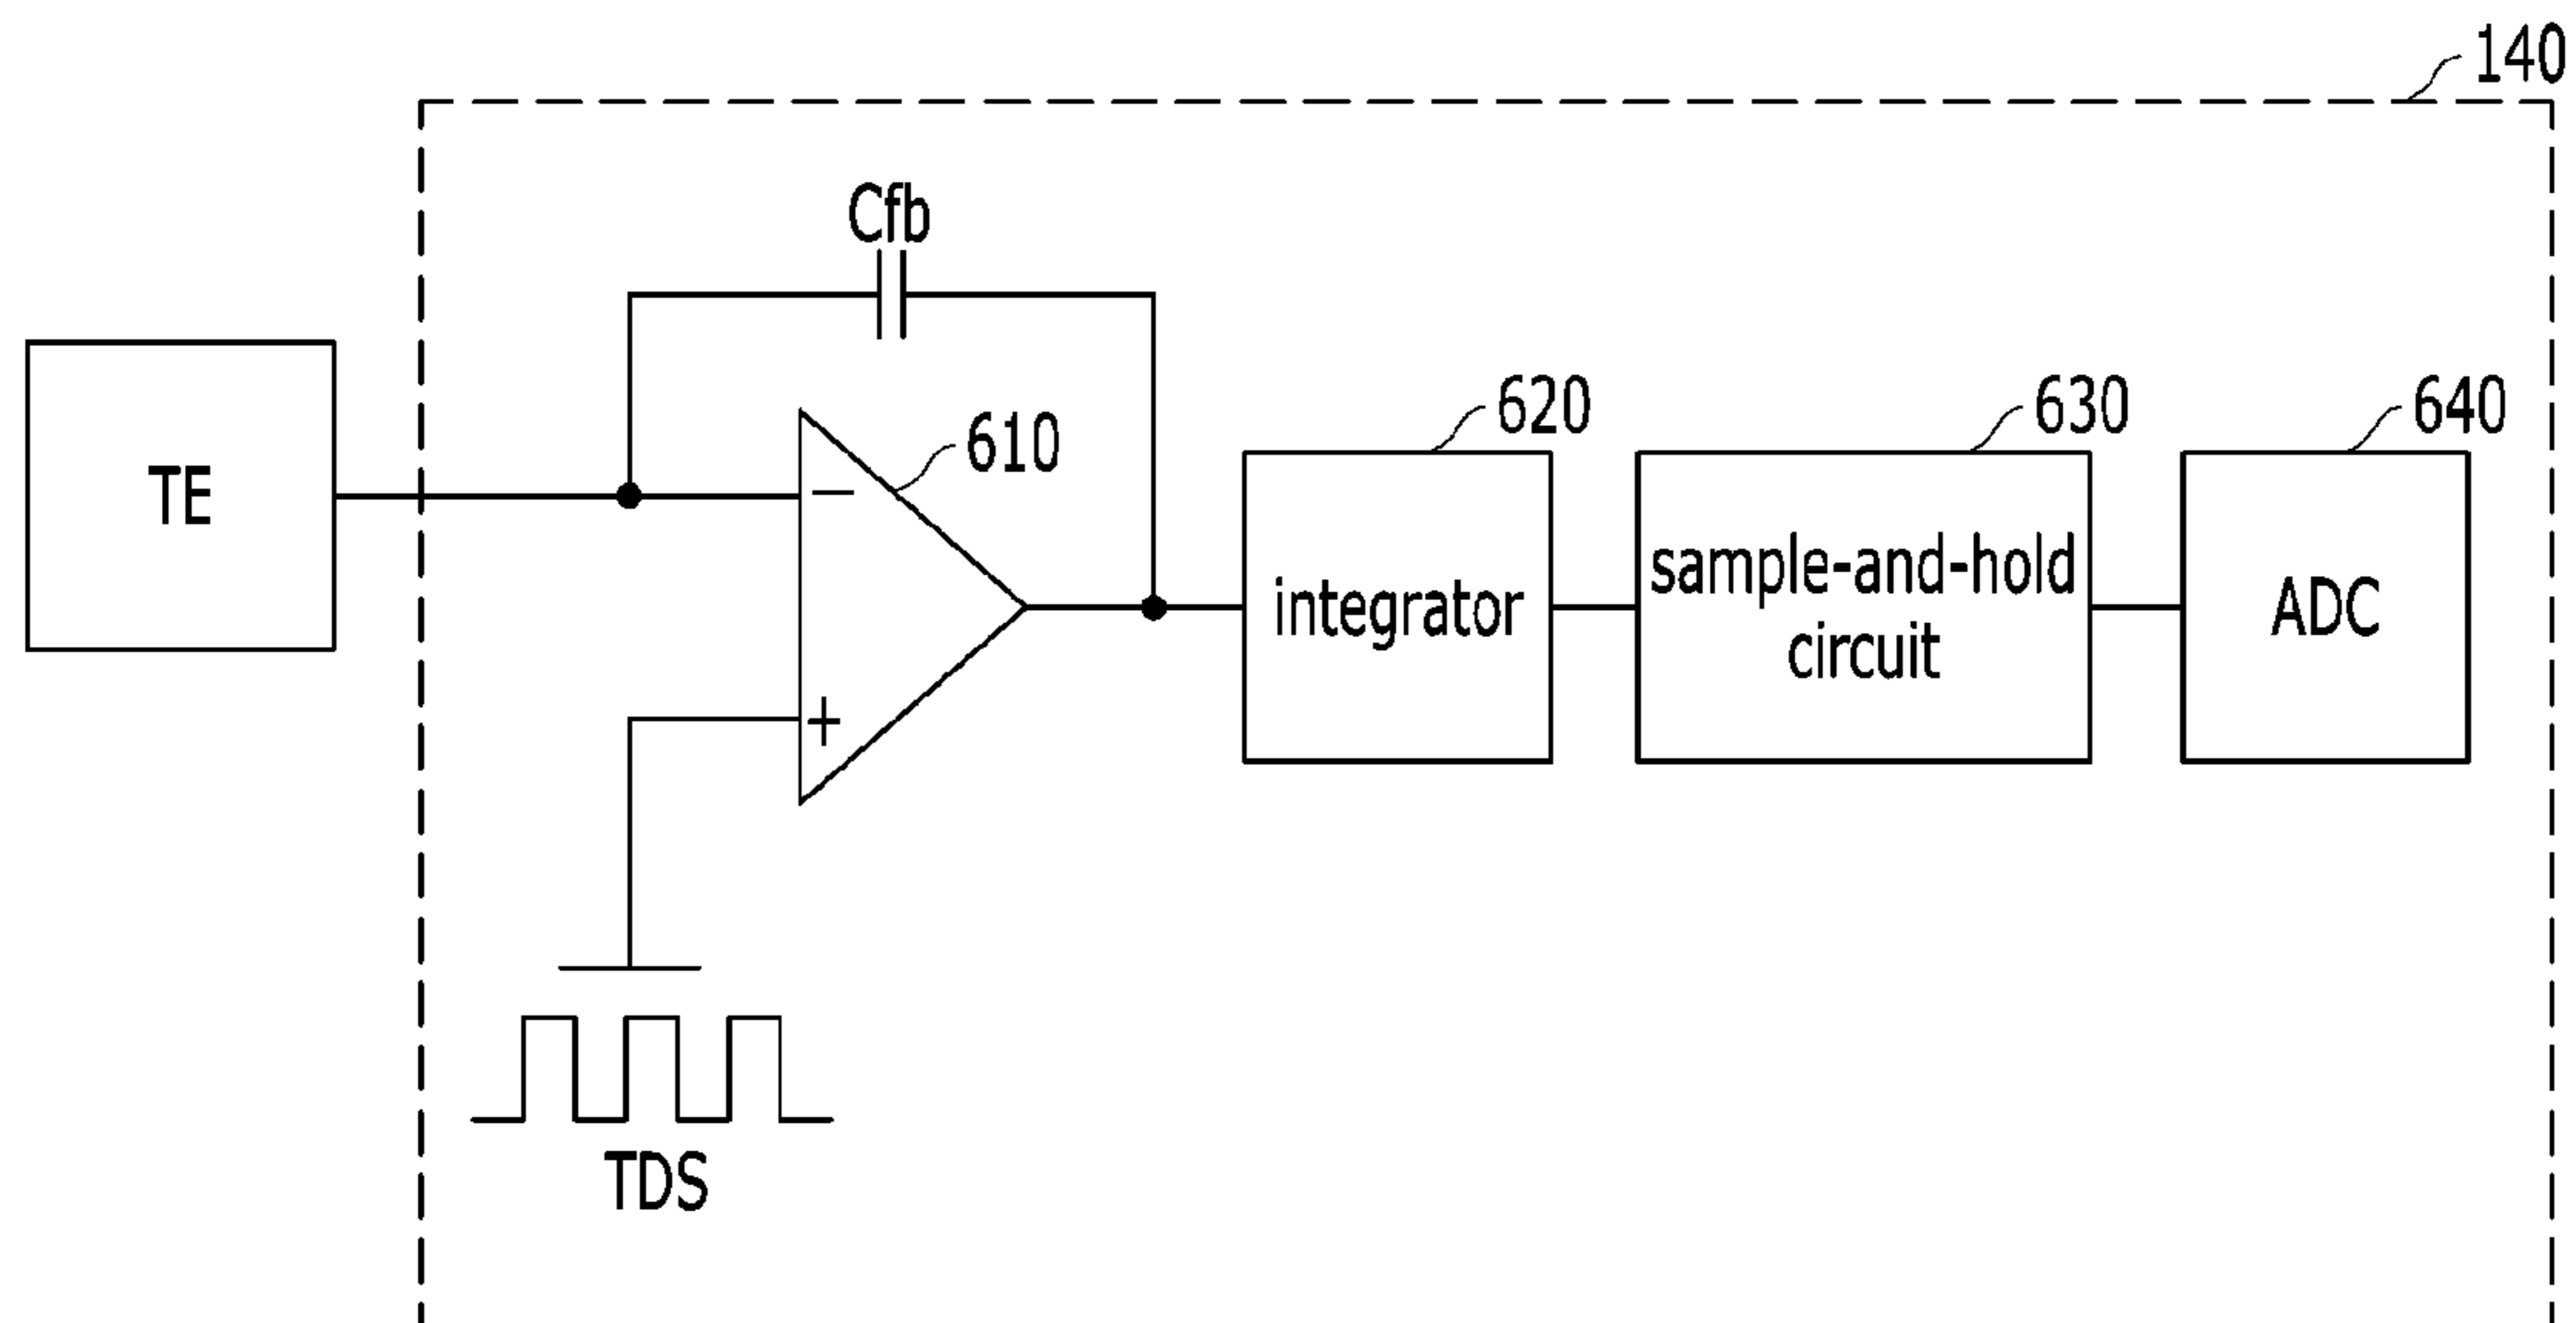 140
Cfb
610
620
630
640
TE
−
+
integrator
sample-and-hold
circuit
ADC
TDS